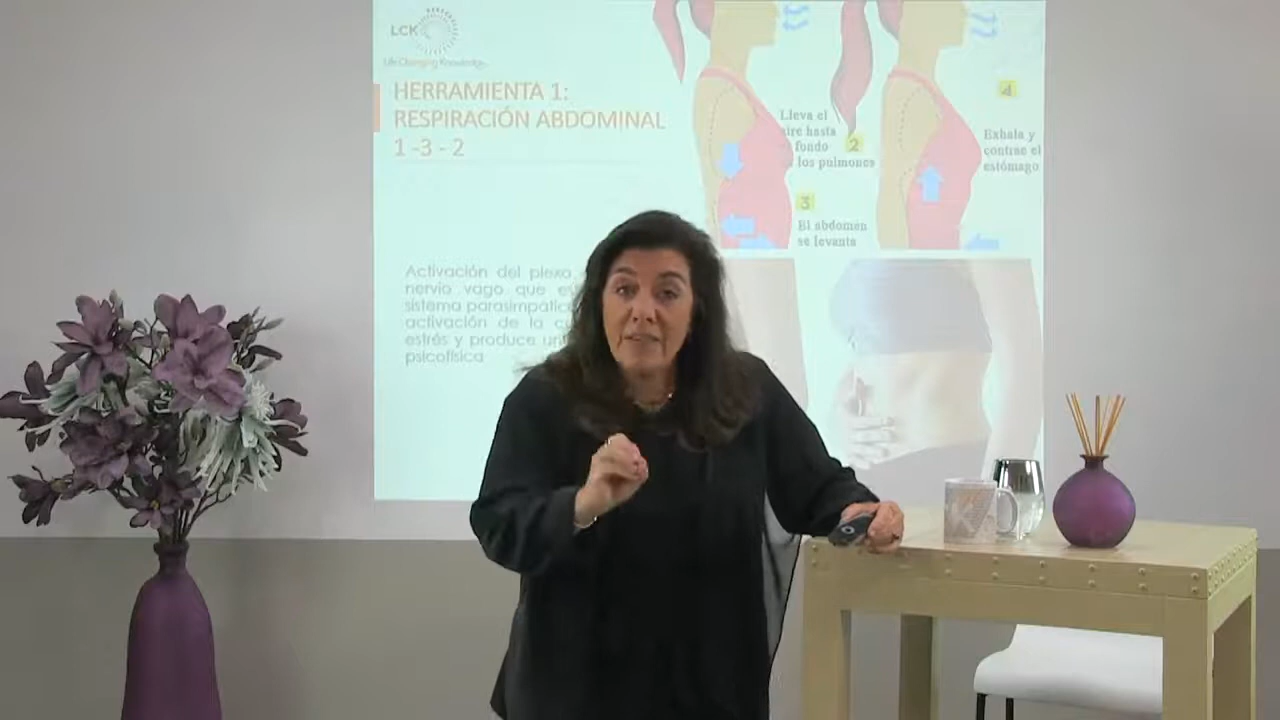 LCK
Life Changing Knowledge
HERRAMIENTA 1:
RESPIRACIÓN ABDOMINAL
1 -3 - 2
Activación del plexo
nervio vago que
sistema parasimpático
activación de la
estrés y produce
psicofísica
Lleva el
aire hasta
fondo
los pulmones
2
3
El abdomen
se levanta
4
Exhala y
contrae el
estómago